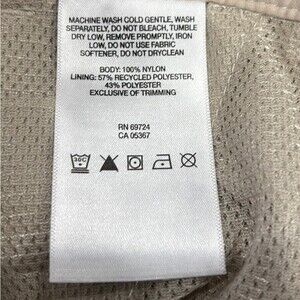 MACHINE WASH COLD GENTLE, WASH
SEPARATELY, DO NOT BLEACH, TUMBLE
DRY LOW, REMOVE PROMPTLY, IRON
LOW, DO NOT USE FABRIC
SOFTENER, DO NOT DRYCLEAN
BODY: 100% NYLON
LINING: 57% RECYCLED POLYESTER,
43% POLYESTER
EXCLUSIVE OF TRIMMING
RN 69724
CA 05367
30C